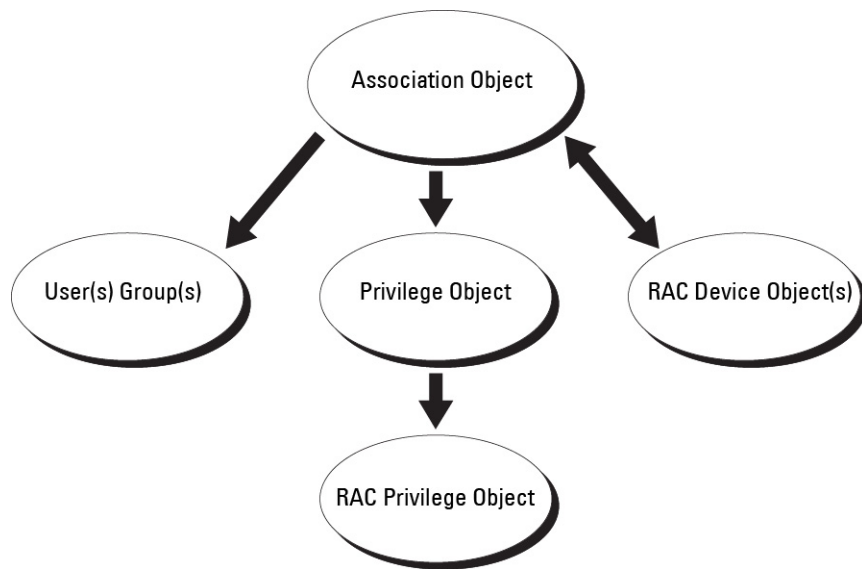 Association Object
User(s) Group(s)
Privilege Object
RAC Device Object(s)
RAC Privilege Object